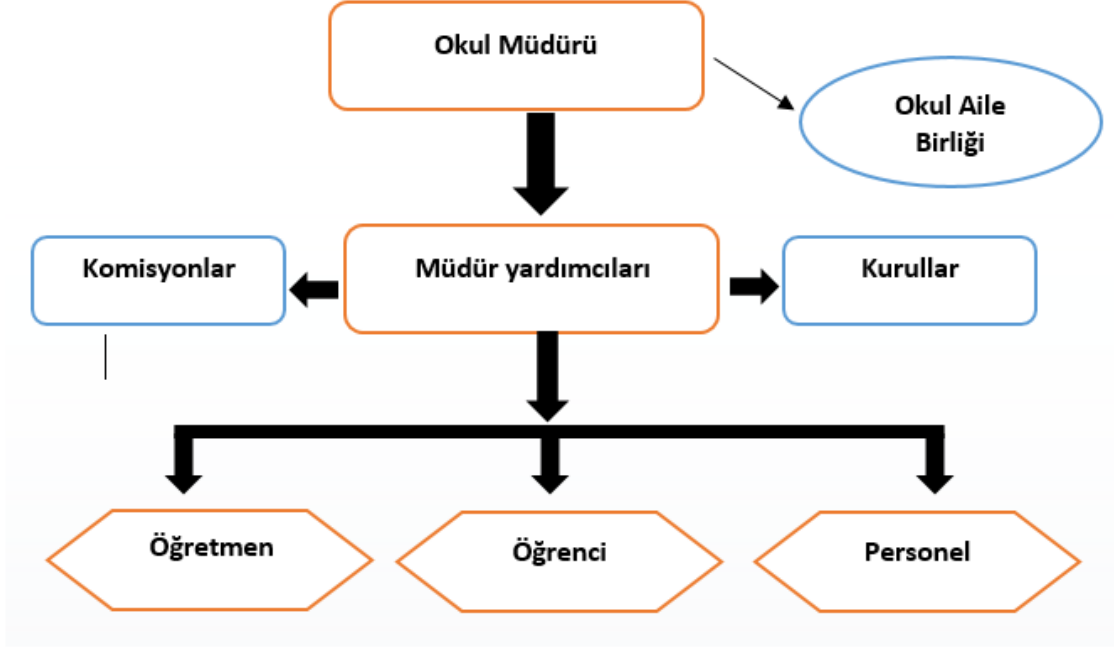 Okul Müdürü
Okul Aile
Birliği
Komisyonlar
Müdür yardımcıları
Kurullar
Öğretmen
Öğrenci
Personel